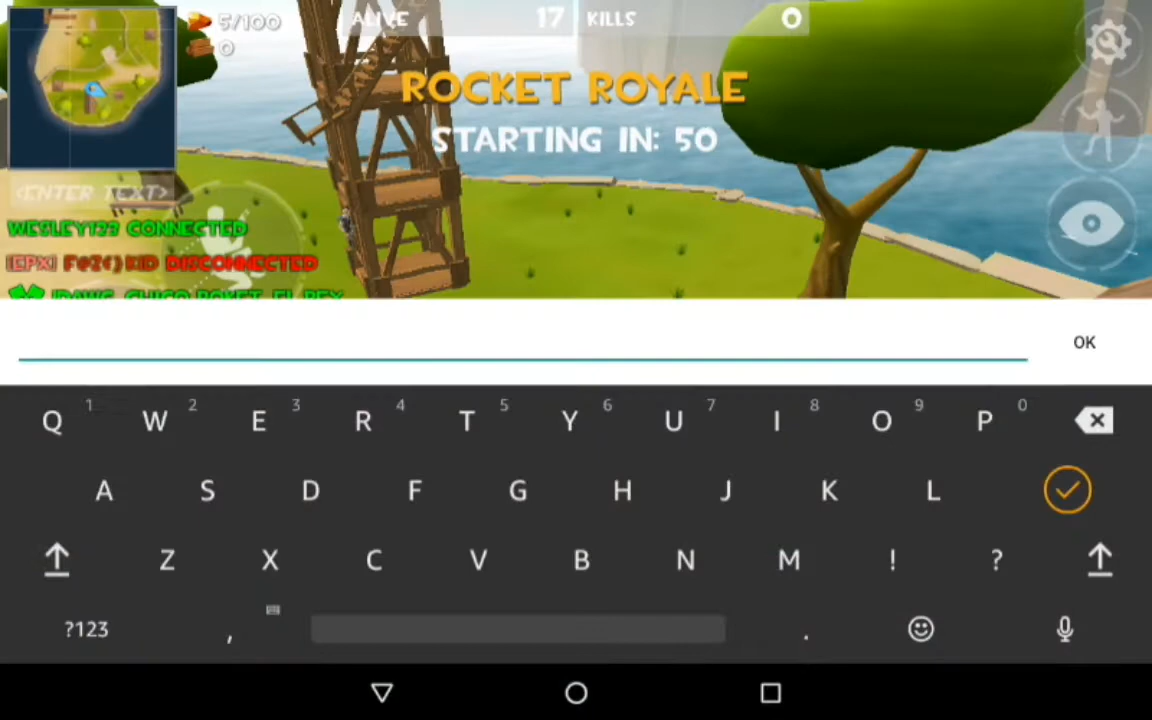 5/100
0
ALIVE 17 KILLS 0
ROCKET ROYALE
STARTING IN: 50
<ENTER TEXT>
WESLEY123 CONNECTED
DISCONNECTED
OK
1 2 3 4 5 6 7 8 9 0
Q W E R T Y U I O P
A S D F G H J K L
Z X C V B N M ! ?
?123 , .